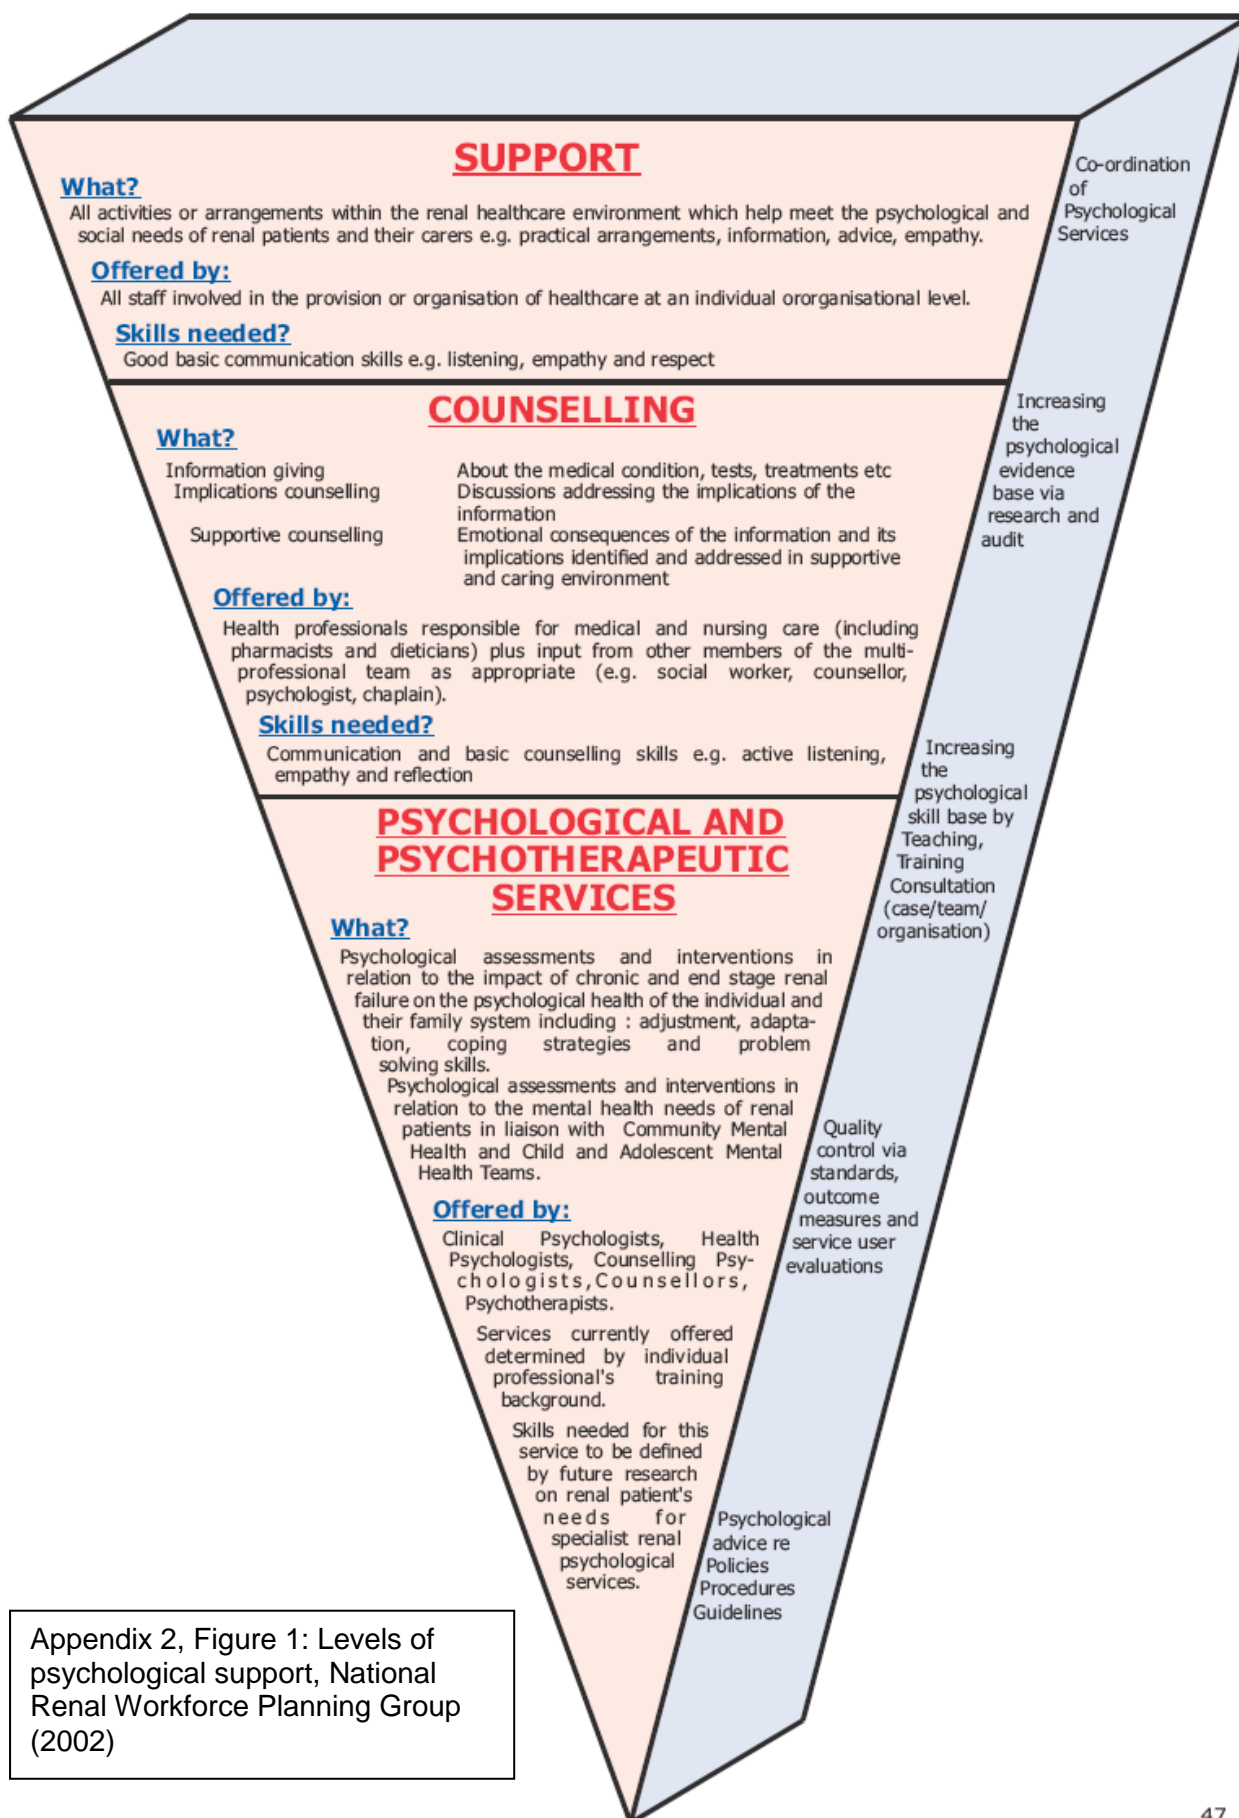 SUPPORT
What?
All activities or arrangements within the renal healthcare environment which help meet the psychological and
social needs of renal patients and their carers e.g. practical arrangements, information, advice, empathy.
Offered by:
All staff involved in the provision or organisation of healthcare at an individual ororganisational level.
Skills needed?
Good basic communication skills e.g. listening, empathy and respect
COUNSELLING
What?
Information giving About the medical condition, tests, treatments etc
Implications counselling Discussions addressing the implications of the
information
Supportive counselling Emotional consequences of the information and its
implications identified and addressed in supportive
and caring environment
Offered by:
Health professionals responsible for medical and nursing care (including
pharmacists and dieticians) plus input from other members of the multi-
professional team as appropriate (e.g. social worker, counsellor,
psychologist, chaplain).
Skills needed?
Communication and basic counselling skills e.g. active listening,
empathy and reflection
PSYCHOLOGICAL AND
PSYCHOTHERAPEUTIC
SERVICES
What?
Psychological assessments and interventions in
relation to the impact of chronic and end stage renal
failure on the psychological health of the individual and
their family system including : adjustment, adapta-
tion, coping strategies and problem
solving skills.
Psychological assessments and interventions in
relation to the mental health needs of renal
patients in liaison with Community Mental
Health and Child and Adolescent Mental
Health Teams.
Offered by:
Clinical Psychologists, Health
Psychologists, Counselling Psy-
chologists,Counsellors,
Psychotherapists.
Services currently offered
determined by individual
professional's training
background.
Skills needed for this
service to be defined
by future research
on renal patient's
needs for
specialist renal
psychological
services.
Co-ordination
of
Psychological
Services
Increasing
the
psychological
evidence
base via
research and
audit
Increasing
the
psychological
skill base by
Teaching,
Training
Consultation
(case/team/
organisation)
Quality
control via
standards,
outcome
measures and
service user
evaluations
Psychological
advice re
Policies
Procedures
Guidelines
Appendix 2, Figure 1: Levels of
psychological support, National
Renal Workforce Planning Group
(2002)
47